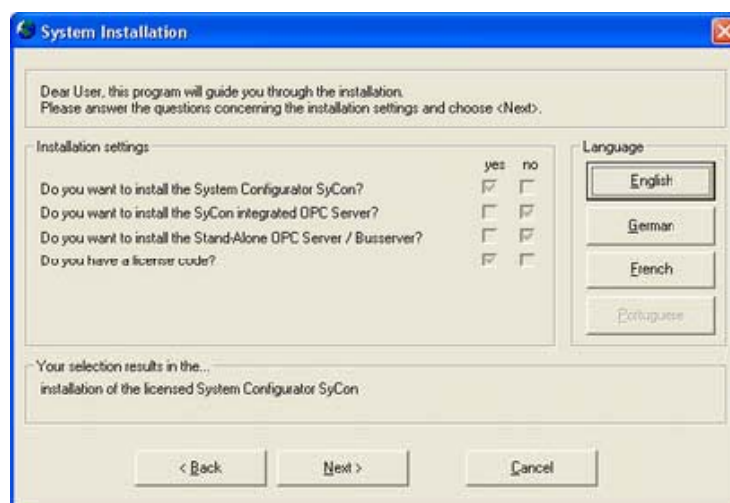 System Installation
Dear User, this program will guide you through the installation.
Please answer the questions concerning the installation settings and choose <Next>.
Installation settings
yes no
Do you want to install the System Configurator SyCon?
Do you want to install the SyCon integrated OPC Server?
Do you want to install the Stand-Alone OPC Server / Busserver?
Do you have a license code?
Language
English
German
French
Portuguese
Your selection results in the...
installation of the licensed System Configurator SyCon
< Back
Next >
Cancel